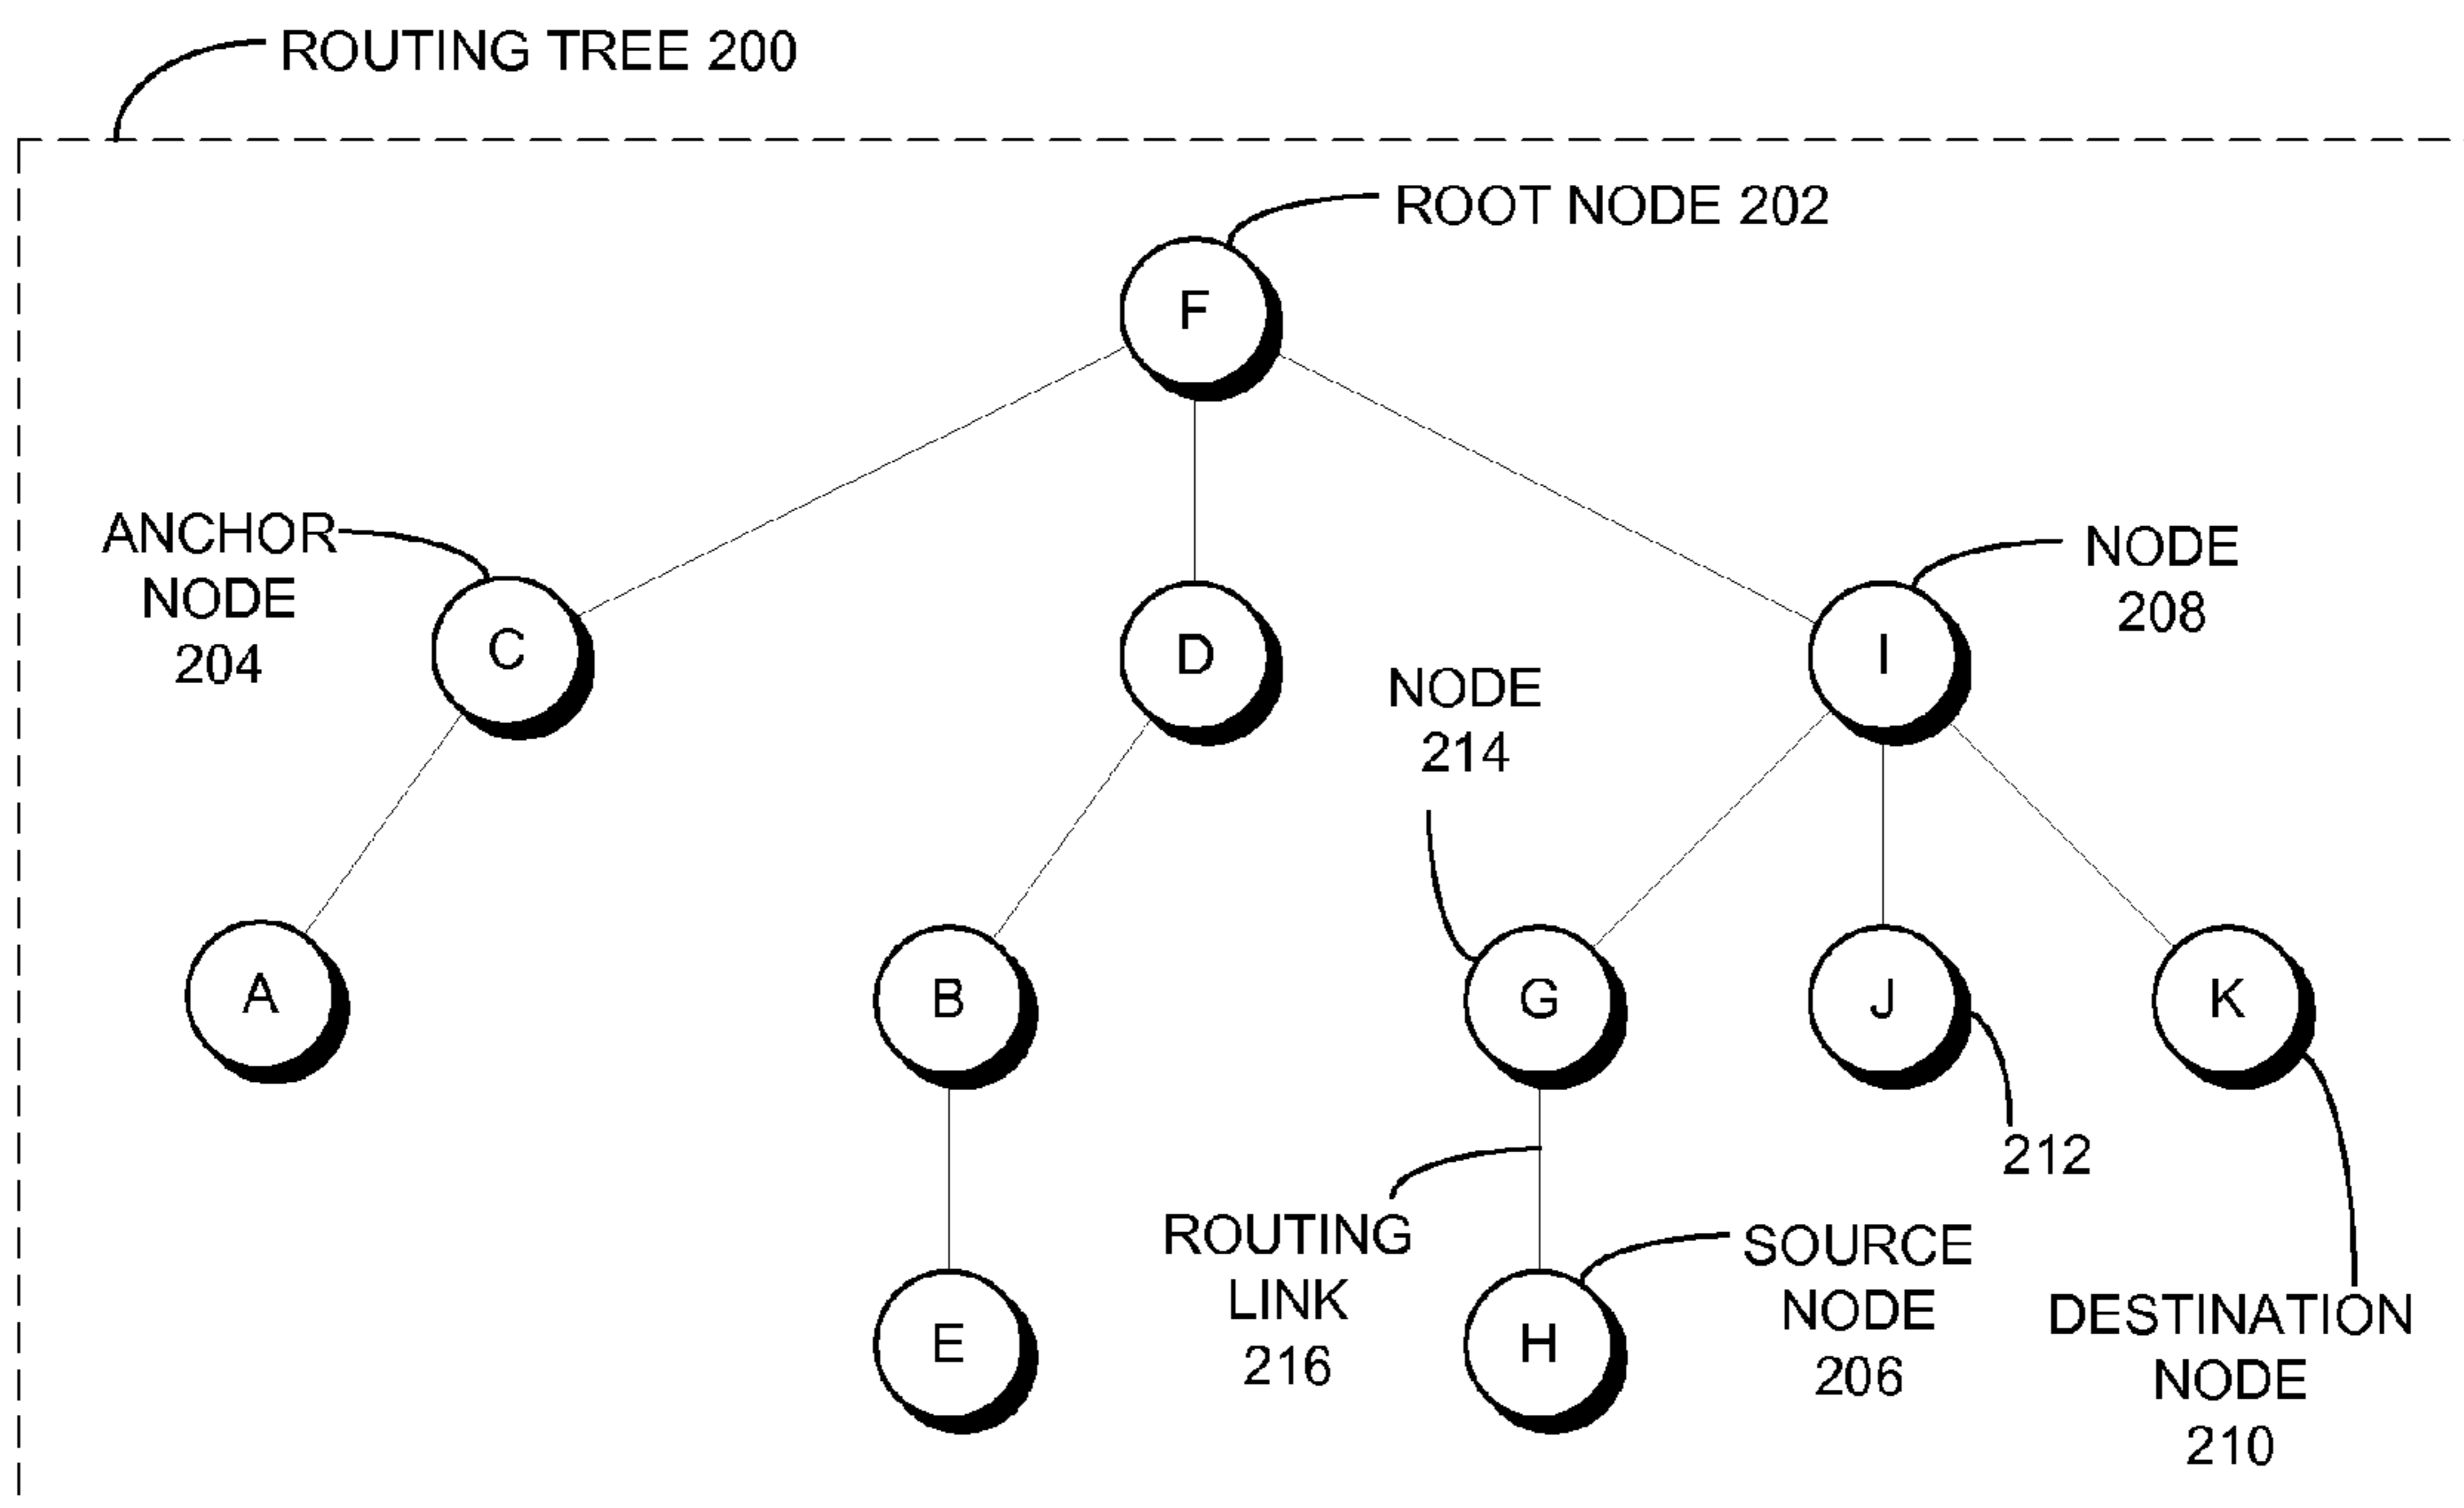 ROUTING TREE 200
ROOT NODE 202
F
ANCHOR
NODE
204
C
D
NODE
208
I
NODE
214
A
B
G
J
K
212
ROUTING
LINK
216
E
H
SOURCE
NODE
206
DESTINATION
NODE
210